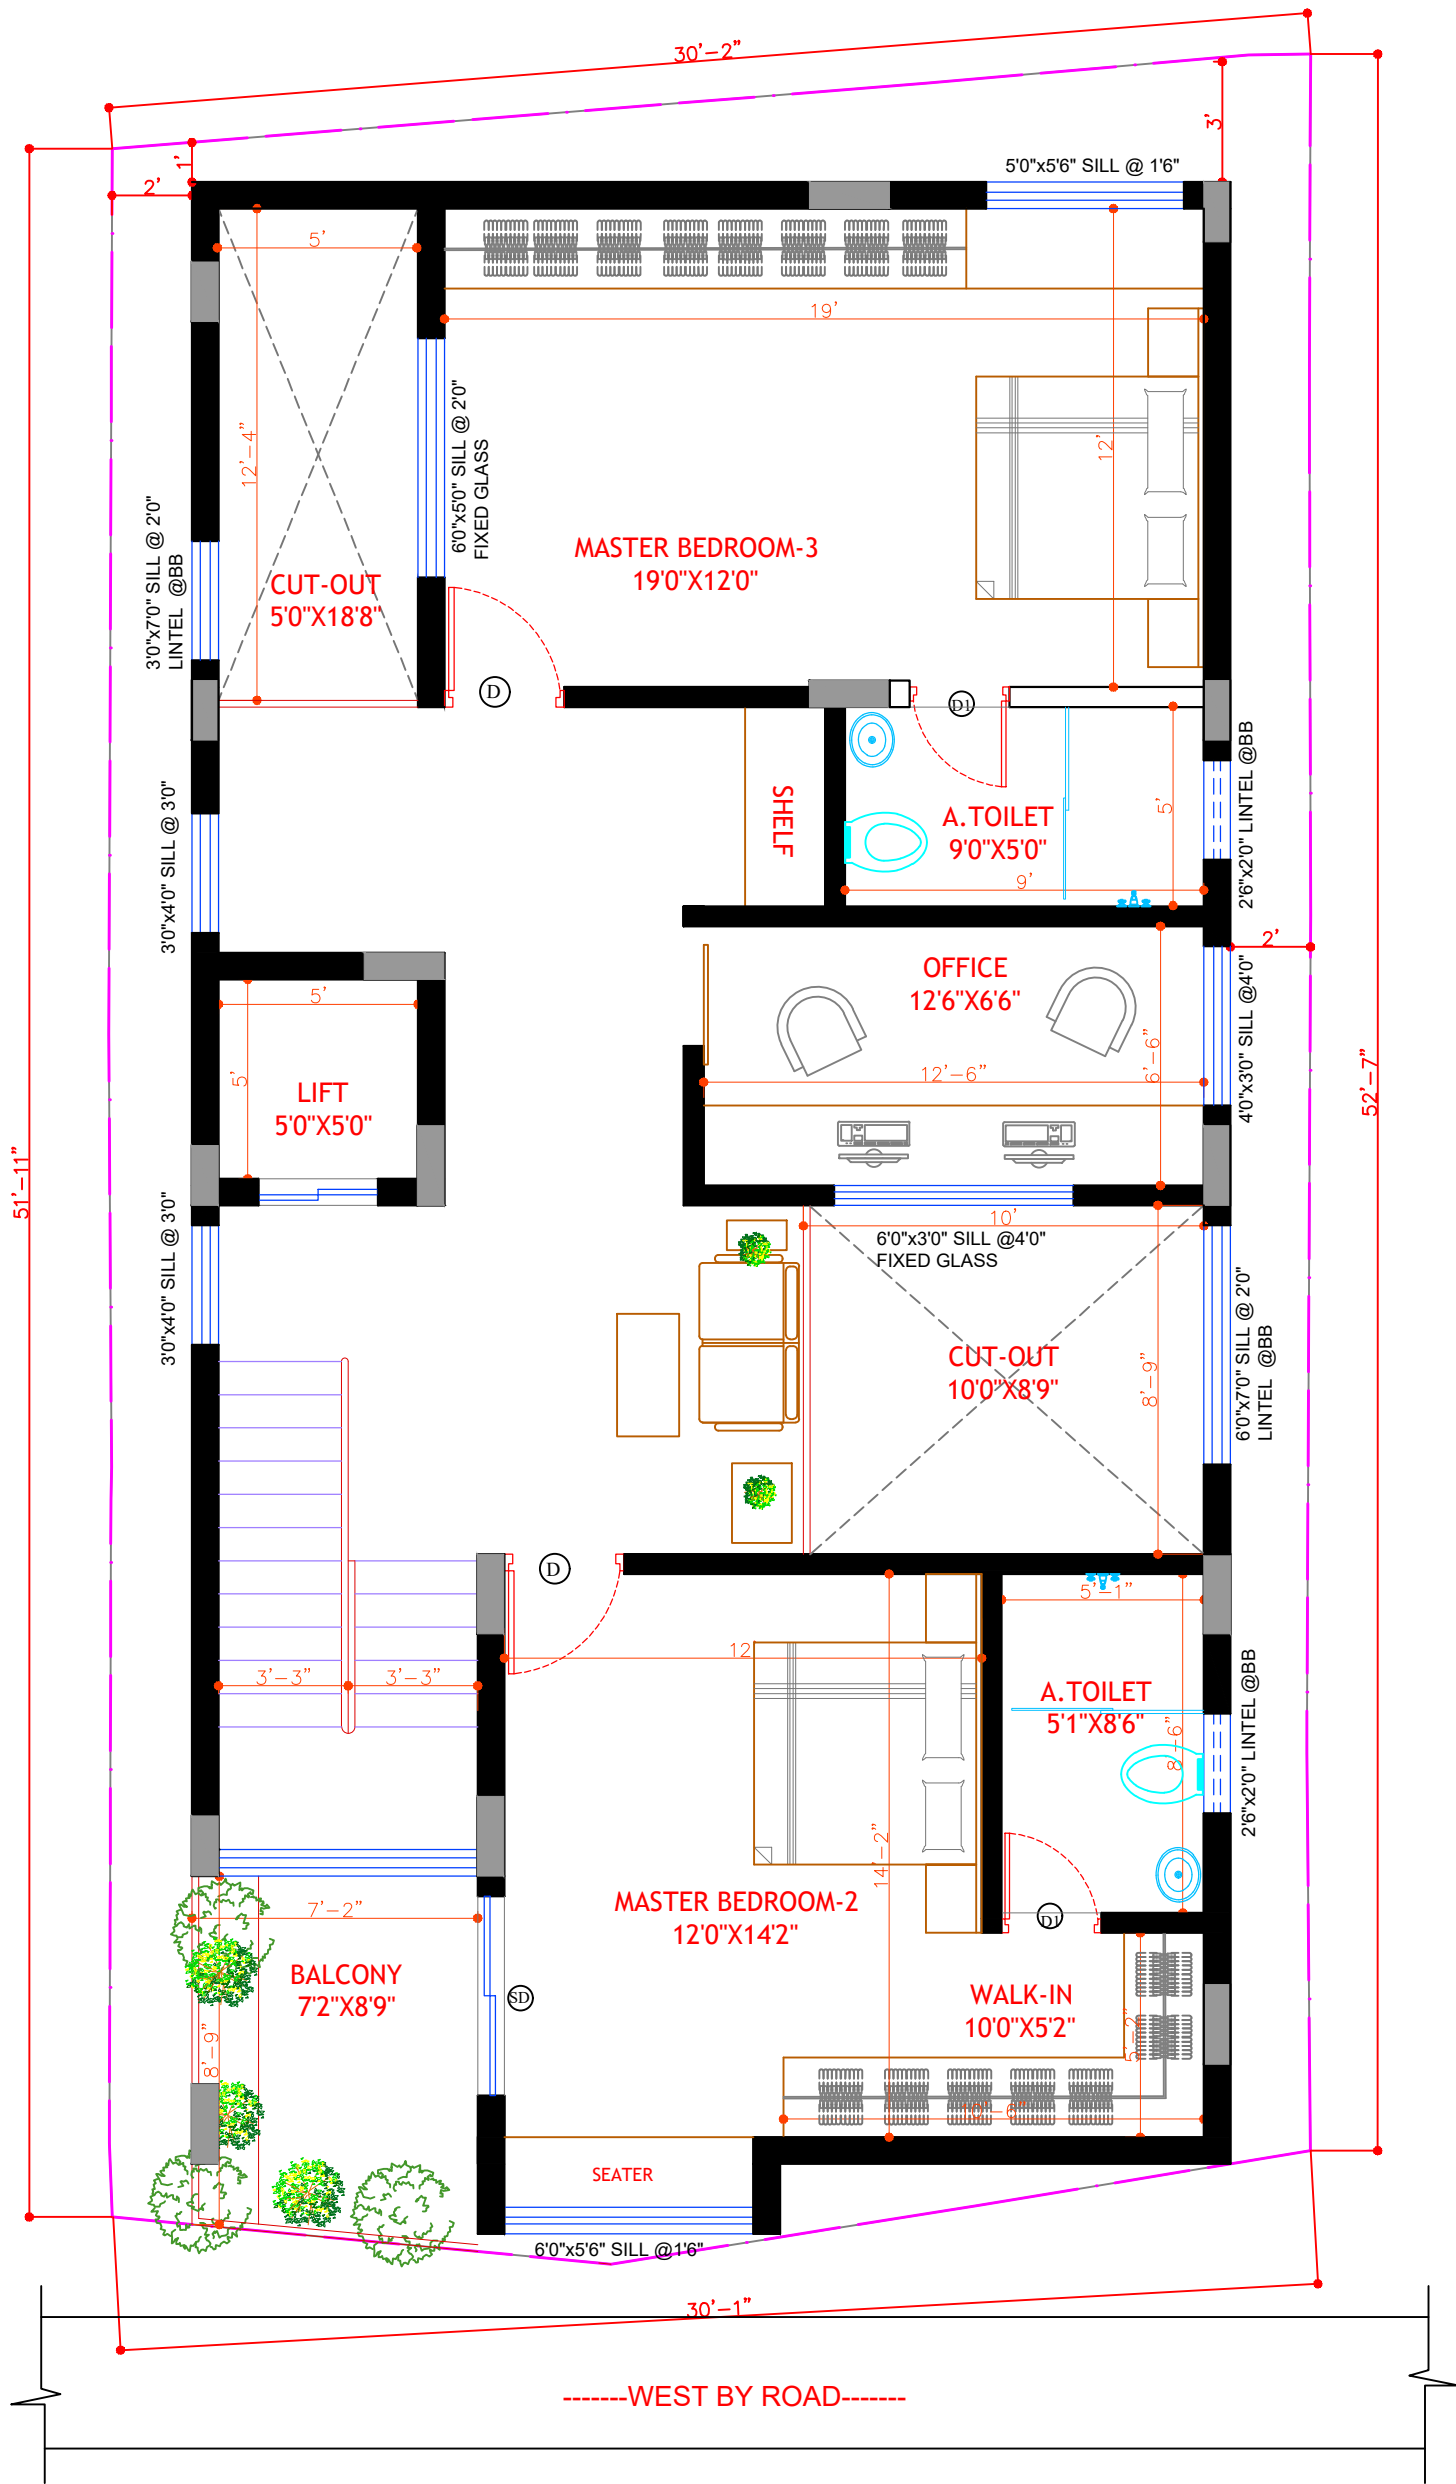 30'-2"
3'
1'
2'
5'0"x5'6" SILL @ 1'6"
5'
19'
12'-4"
12'
6'0"x5'0" SILL @ 2'0"
FIXED GLASS
MASTER BEDROOM-3
19'0"X12'0"
CUT-OUT
5'0"X18'8"
3'0"x7'0" SILL @ 2'0"
LINTEL @BB
D
D1
SHELF
A.TOILET
9'0"X5'0"
5'
9'
2'6"x2'0" LINTEL @BB
3'0"x4'0" SILL @ 3'0"
2'
OFFICE
12'6"X6'6"
12'-6"
6'-6"
4'0"x3'0" SILL @4'0"
5'
5'
LIFT
5'0"X5'0"
52'-7"
51'-11"
3'0"x4'0" SILL @ 3'0"
10'
6'0"x3'0" SILL @4'0"
FIXED GLASS
CUT-OUT
10'0"X8'9"
8'-9"
6'0"x7'0" SILL @ 2'0"
LINTEL @BB
D
5'-1"
12
3'-3"
3'-3"
A.TOILET
5'1"X8'6"
8'-6"
2'6"x2'0" LINTEL @BB
14'-2"
MASTER BEDROOM-2
12'0"X14'2"
7'-2"
D1
BALCONY
7'2"X8'9"
SD
WALK-IN
10'0"X5'2"
5'-2"
8'-9"
10'-6"
SEATER
6'0"x5'6" SILL @1'6"
30'-1"
-------WEST BY ROAD-------